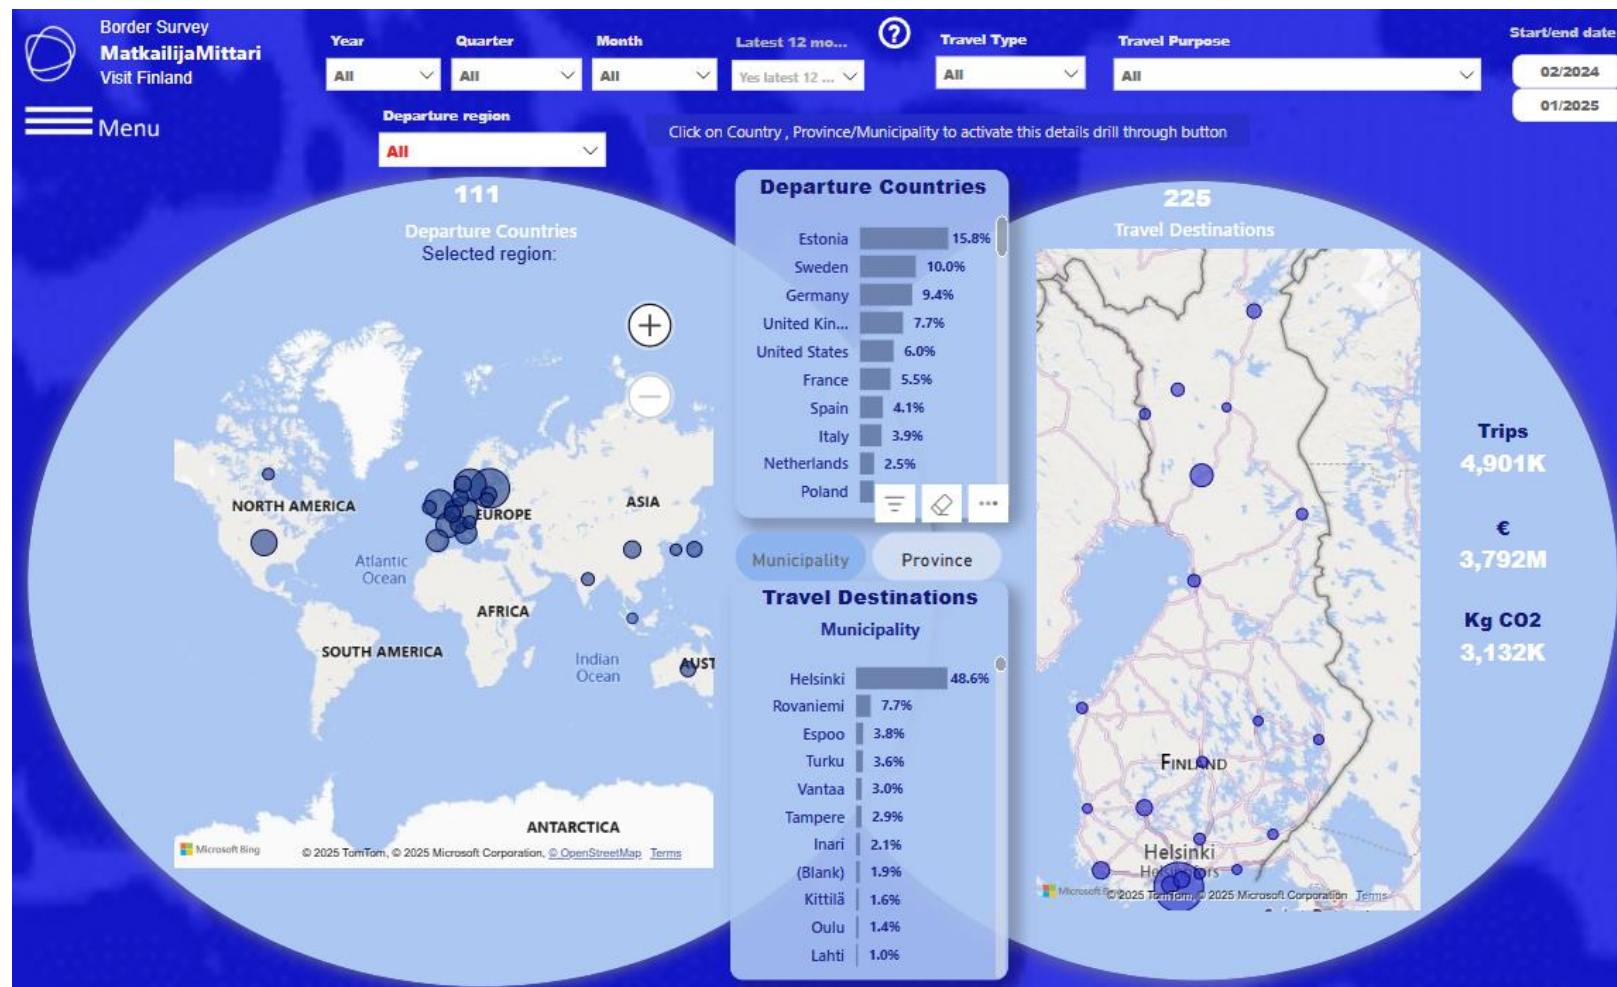 Border Survey
MatkailijaMittari
Visit Finland
Menu
Year
All
Quarter
All
Month
All
Latest 12 mo...
Yes latest 12 ...
?
Travel Type
All
Travel Purpose
All
Start/end date
02/2024
01/2025
Departure region
All
Click on Country , Province/Municipality to activate this details drill through button
111
Departure Countries
Selected region:
NORTH AMERICA
EUROPE
ASIA
Atlantic
Ocean
AFRICA
SOUTH AMERICA
Indian
Ocean
AUST
ANTARCTICA
Microsoft Bing
© 2025 TomTom, © 2025 Microsoft Corporation, © OpenStreetMap Terms
Departure Countries
Estonia 15.8%
Sweden 10.0%
Germany 9.4%
United Kin... 7.7%
United States 6.0%
France 5.5%
Spain 4.1%
Italy 3.9%
Netherlands 2.5%
Poland
Municipality
Province
Travel Destinations
Municipality
Helsinki 48.6%
Rovaniemi 7.7%
Espoo 3.8%
Turku 3.6%
Vantaa 3.0%
Tampere 2.9%
Inari 2.1%
(Blank) 1.9%
Kittilä 1.6%
Oulu 1.4%
Lahti 1.0%
225
Travel Destinations
FINLAND
Helsinki
Microsoft
© 2025 TomTom, © 2025 Microsoft Corporation Terms
Trips
4,901K
€
3,792M
Kg CO2
3,132K